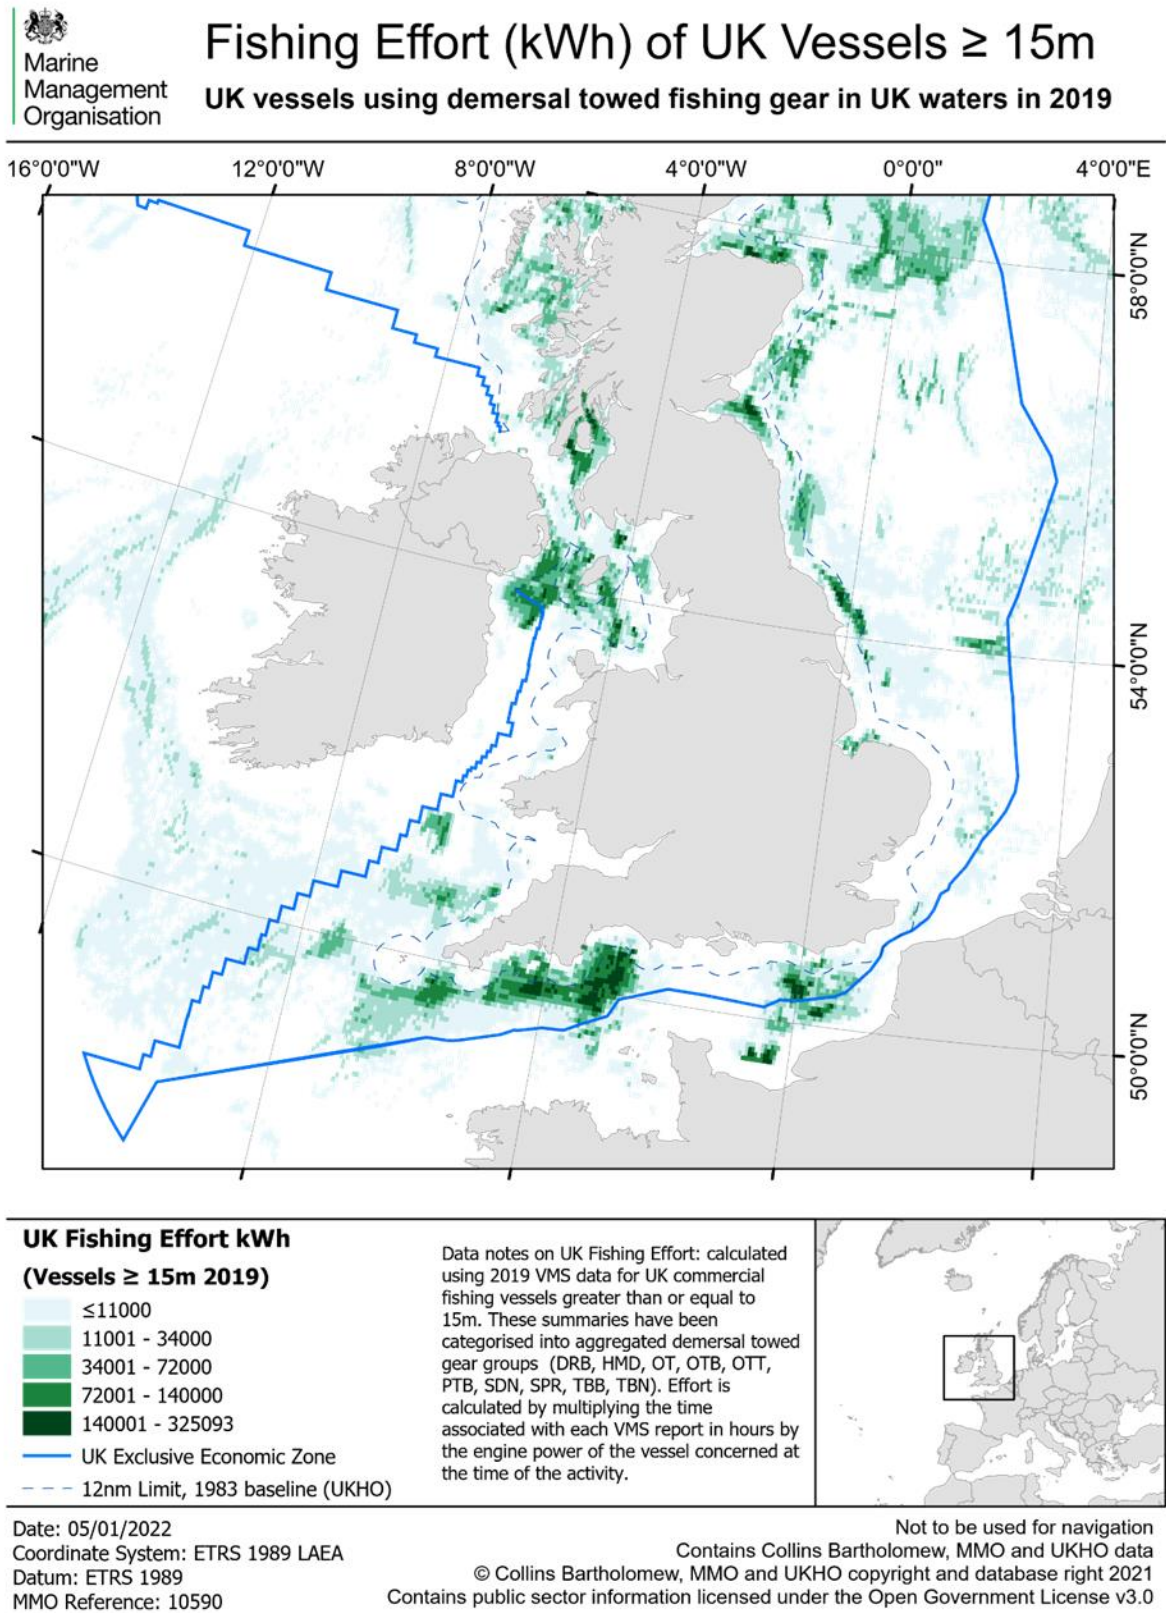 Marine
Management
Organisation
Fishing Effort (kWh) of UK Vessels ≥ 15m
UK vessels using demersal towed fishing gear in UK waters in 2019
16°0'0"W 12°0'0"W 8°0'0"W 4°0'0"W 0°0'0" 4°0'0"E
58°0'0"N
54°0'0"N
50°0'0"N
UK Fishing Effort kWh
(Vessels ≥ 15m 2019)
≤11000
11001 - 34000
34001 - 72000
72001 - 140000
140001 - 325093
UK Exclusive Economic Zone
12nm Limit, 1983 baseline (UKHO)
Data notes on UK Fishing Effort: calculated
using 2019 VMS data for UK commercial
fishing vessels greater than or equal to
15m. These summaries have been
categorised into aggregated demersal towed
gear groups (DRB, HMD, OT, OTB, OTT,
PTB, SDN, SPR, TBB, TBN). Effort is
calculated by multiplying the time
associated with each VMS report in hours by
the engine power of the vessel concerned at
the time of the activity.
Date: 05/01/2022
Coordinate System: ETRS 1989 LAEA
Datum: ETRS 1989
MMO Reference: 10590
Not to be used for navigation
Contains Collins Bartholomew, MMO and UKHO data
© Collins Bartholomew, MMO and UKHO copyright and database right 2021
Contains public sector information licensed under the Open Government License v3.0